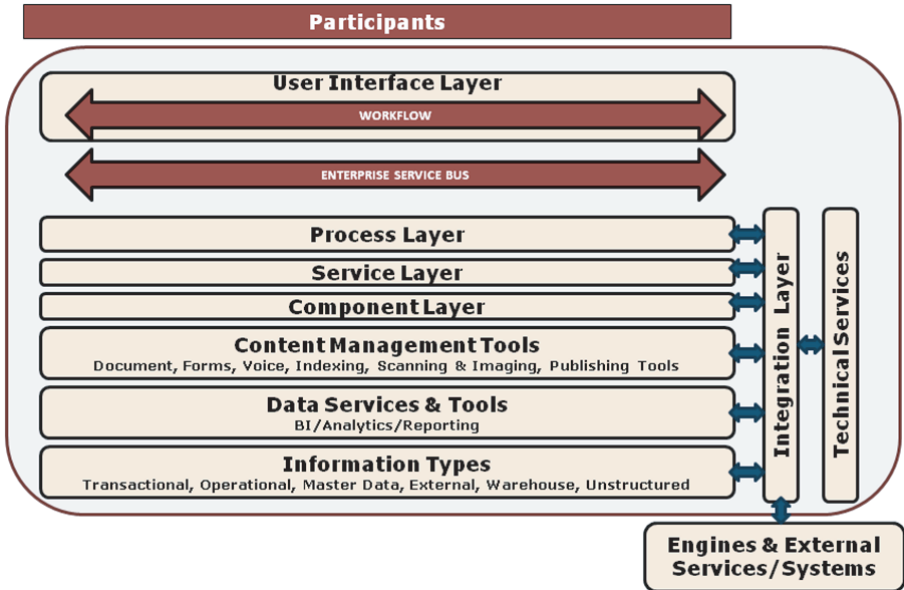 Participants
User Interface Layer
WORKFLOW
ENTERPRISE SERVICE BUS
Process Layer
Service Layer
Component Layer
Content Management Tools
Document, Forms, Voice, Indexing, Scanning & Imaging, Publishing Tools
Data Services & Tools
BI/Analytics/Reporting
Information Types
Transactional, Operational, Master Data, External, Warehouse, Unstructured
Integration Layer
Technical Services
Engines & External
Services/Systems